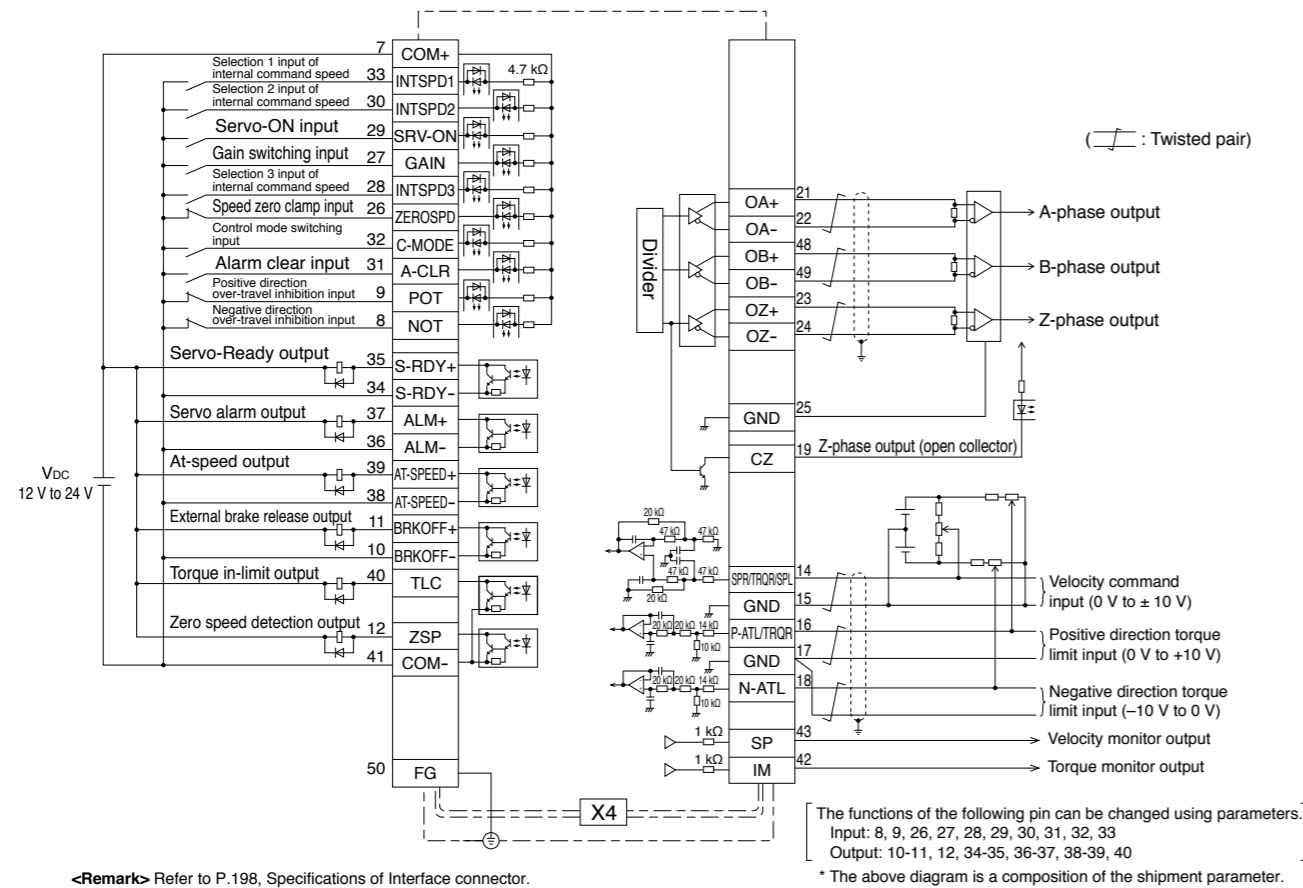 7 COM+
Selection 1 input of
internal command speed 33 INTSPD1 4.7 kΩ
Selection 2 input of
internal command speed 30 INTSPD2
Servo-ON input 29 SRV-ON
Gain switching input 27 GAIN
Selection 3 input of
internal command speed 28 INTSPD3
Speed zero clamp input 26 ZEROSPD
Control mode switching
input 32 C-MODE
Alarm clear input 31 A-CLR
Positive direction
over-travel inhibition input 9 POT
Negative direction
over-travel inhibition input 8 NOT
Servo-Ready output 35 S-RDY+
34 S-RDY−
Servo alarm output 37 ALM+
36 ALM−
At-speed output 39 AT-SPEED+
38 AT-SPEED−
VDC
12 V to 24 V
External brake release output 11 BRKOFF+
10 BRKOFF−
Torque in-limit output 40 TLC
Zero speed detection output 12 ZSP
41 COM−
50 FG
X4
( : Twisted pair)
Divider
OA+ 21
OA− 22
A-phase output
OB+ 48
OB− 49
B-phase output
OZ+ 23
OZ− 24
Z-phase output
GND 25
CZ 19 Z-phase output (open collector)
20 kΩ
47 kΩ 47 kΩ
47 kΩ 47 kΩ
20 kΩ
SPR/TRQR/SPL 14
GND 15
Velocity command
input (0 V to ± 10 V)
20 kΩ 20 kΩ 14 kΩ
10 kΩ
P-ATL/TRQR 16
GND 17
Positive direction torque
limit input (0 V to +10 V)
20 kΩ 20 kΩ 14 kΩ
10 kΩ
N-ATL 18
Negative direction torque
limit input (–10 V to 0 V)
1 kΩ SP 43 Velocity monitor output
1 kΩ IM 42 Torque monitor output
The functions of the following pin can be changed using parameters.
Input: 8, 9, 26, 27, 28, 29, 30, 31, 32, 33
Output: 10-11, 12, 34-35, 36-37, 38-39, 40
* The above diagram is a composition of the shipment parameter.
<Remark> Refer to P.198, Specifications of Interface connector.